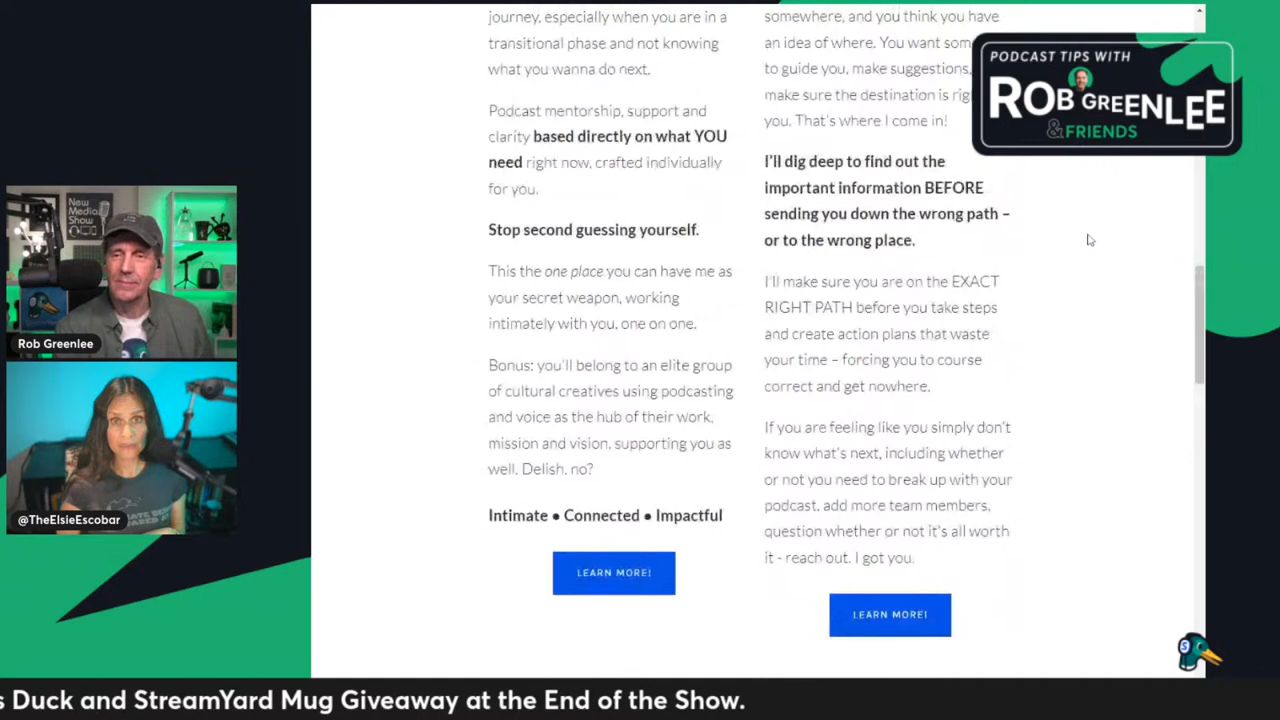 journey, especially when you are in a
transitional phase and not knowing
what you wanna do next.
Podcast mentorship, support and
clarity based directly on what YOU
need right now, crafted individually
for you.
Stop second guessing yourself.
This the one place you can have me as
your secret weapon, working
intimately with you, one on one.
Bonus: you'll belong to an elite group
of cultural creatives using podcasting
and voice as the hub of their work,
mission and vision, supporting you as
well. Delish, no?
Intimate ● Connected ● Impactful
LEARN MORE!
somewhere, and you think you have
an idea of where. You want som
to guide you, make suggestions,
make sure the destination is rig
you. That's where I come in!
I'll dig deep to find out the
important information BEFORE
sending you down the wrong path –
or to the wrong place.
I'll make sure you are on the EXACT
RIGHT PATH before you take steps
and create action plans that waste
your time – forcing you to course
correct and get nowhere.
If you are feeling like you simply don't
know what's next, including whether
or not you need to break up with your
podcast, add more team members,
question whether or not it's all worth
it - reach out. I got you.
LEARN MORE!
PODCAST TIPS WITH
ROB GREENLEE
& FRIENDS
New
Media
Show
Rob Greenlee
@TheElsieEscobar
s Duck and StreamYard Mug Giveaway at the End of the Show.